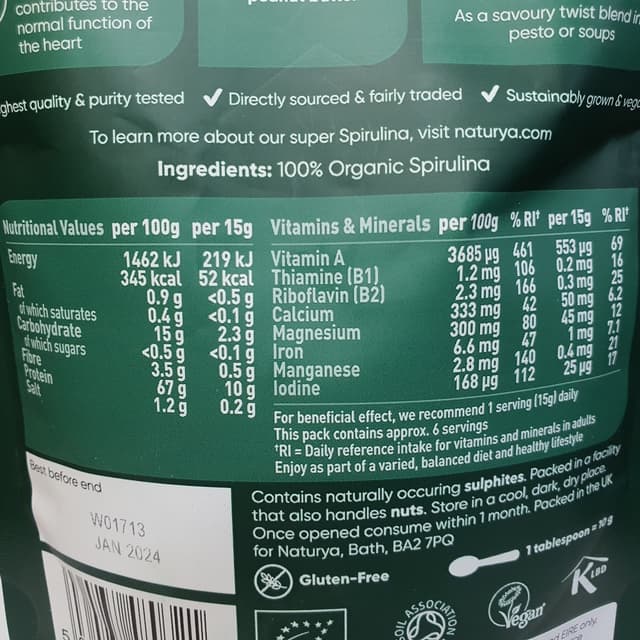 contributes to the
normal function of
the heart
As a savoury twist blend in
pesto or soups
quality & purity tested ✓ Directly sourced & fairly traded ✓ Sustainably grown &
To learn more about our super Spirulina, visit naturya.com
Ingredients: 100% Organic Spirulina
Nutritional Values per 100g per 15g
Energy 1462 kJ 219 kJ
345 kcal 52 kcal
Fat 0.9 g <0.5 g
of which saturates 0.4 g <0.1 g
Carbohydrate 15 g 2.3 g
of which sugars <0.5 g <0.1 g
Fibre 3.5 g 0.5 g
Protein 67 g 10 g
Salt 1.2 g 0.2 g
Vitamins & Minerals per 100g % RI† per 15g % RI†
Vitamin A 3685 µg 461 553 µg 69
Thiamine (B1) 1.2 mg 106 0.2 mg 16
Riboflavin (B2) 2.3 mg 166 0.3 mg 25
Calcium 333 mg 42 50 mg 6.2
Magnesium 300 mg 80 45 mg 12
Iron 6.6 mg 47 1 mg 7.1
Manganese 2.8 mg 140 0.4 mg 21
Iodine 168 µg 112 25 µg 17
For beneficial effect, we recommend 1 serving (15g) daily
This pack contains approx. 6 servings
†RI = Daily reference intake for vitamins and minerals in adults
Enjoy as part of a varied, balanced diet and healthy lifestyle
Best before end
W01713
JAN 2024
Contains naturally occuring sulphites. Packed in a facility
that also handles nuts. Store in a cool, dark, dry place.
Once opened consume within 1 month. Packed in the UK
for Naturya, Bath, BA2 7PQ
1 tablespoon = 10 g
Gluten-Free
KLBD
SOIL ASSOCIATION
Vegan
EIRE only.